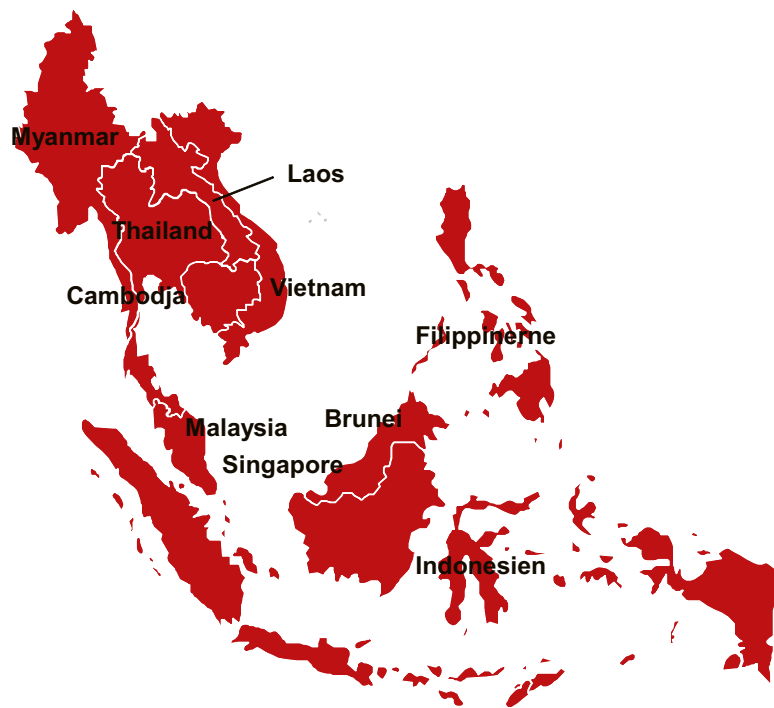 Myanmar
Laos
Thailand
Cambodja
Vietnam
Filippinerne
Brunei
Malaysia
Singapore
Indonesien